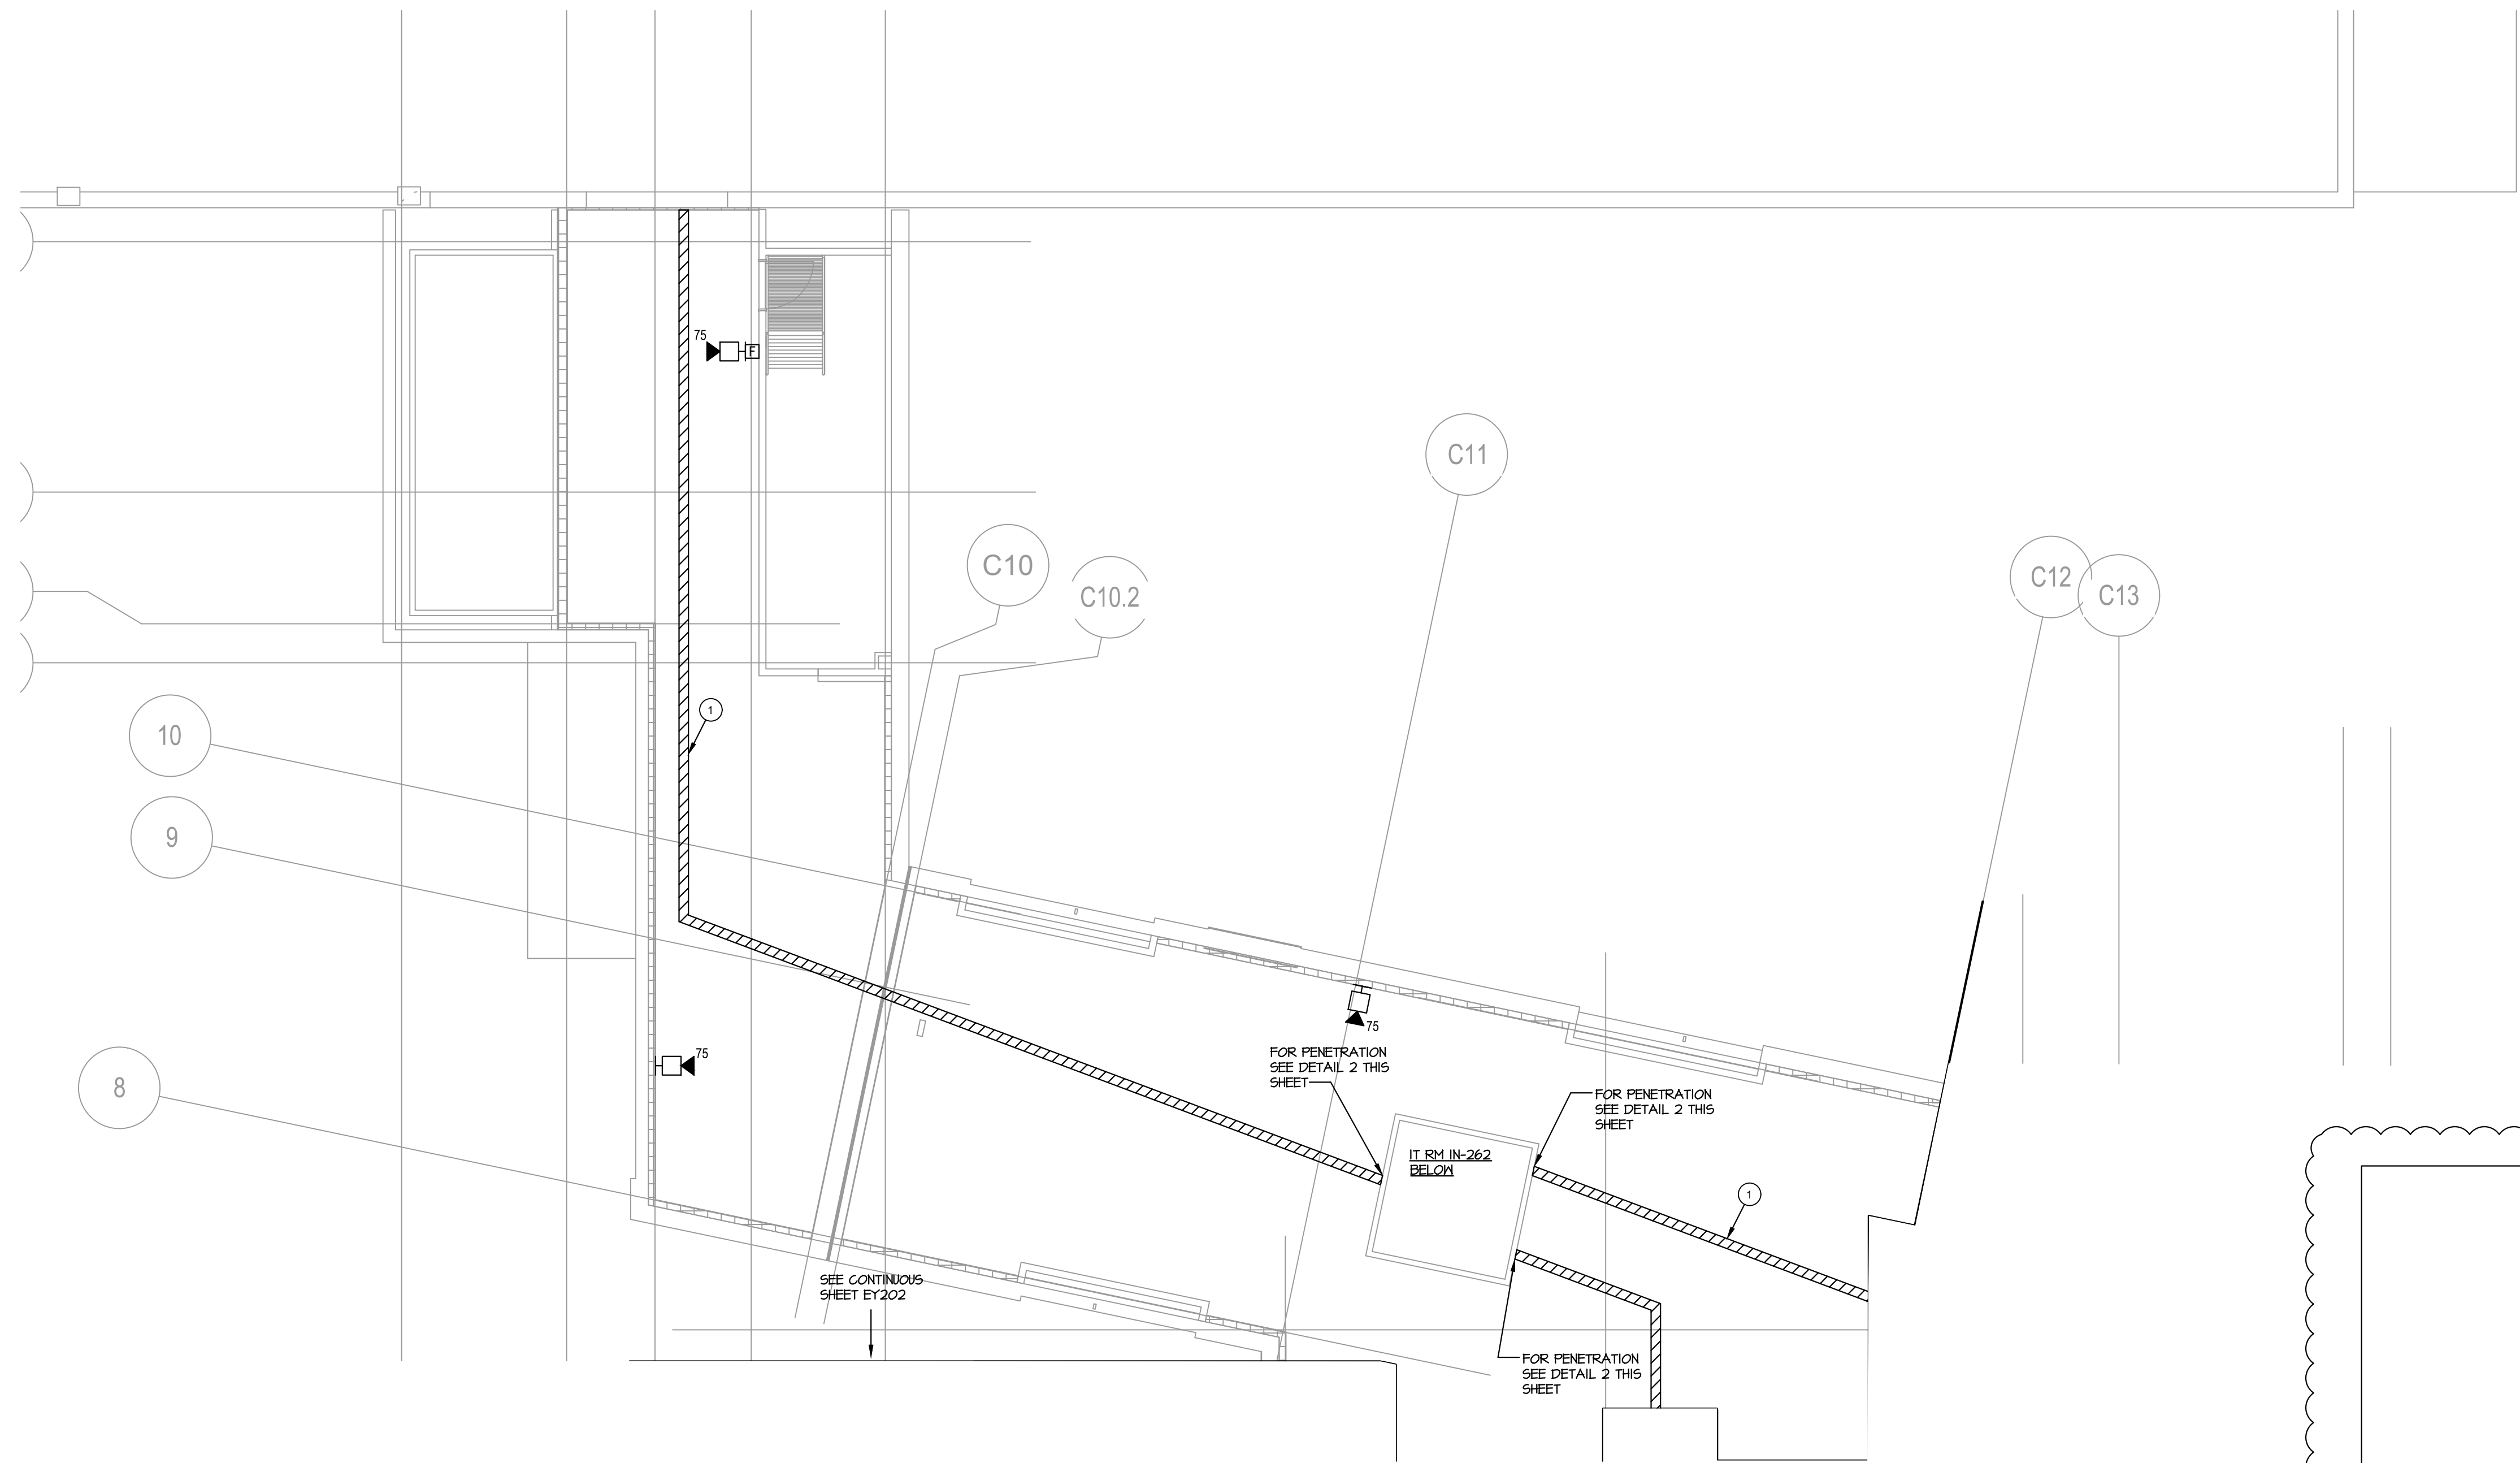 75
F
C11
C10
C10.2
C12
C13
1
10
9
8
75
75
FOR PENETRATION
SEE DETAIL 2 THIS
SHEET
FOR PENETRATION
SEE DETAIL 2 THIS
SHEET
IT RM IN-262
BELOW
1
SEE CONTINUOUS
SHEET EY202
FOR PENETRATION
SEE DETAIL 2 THIS
SHEET